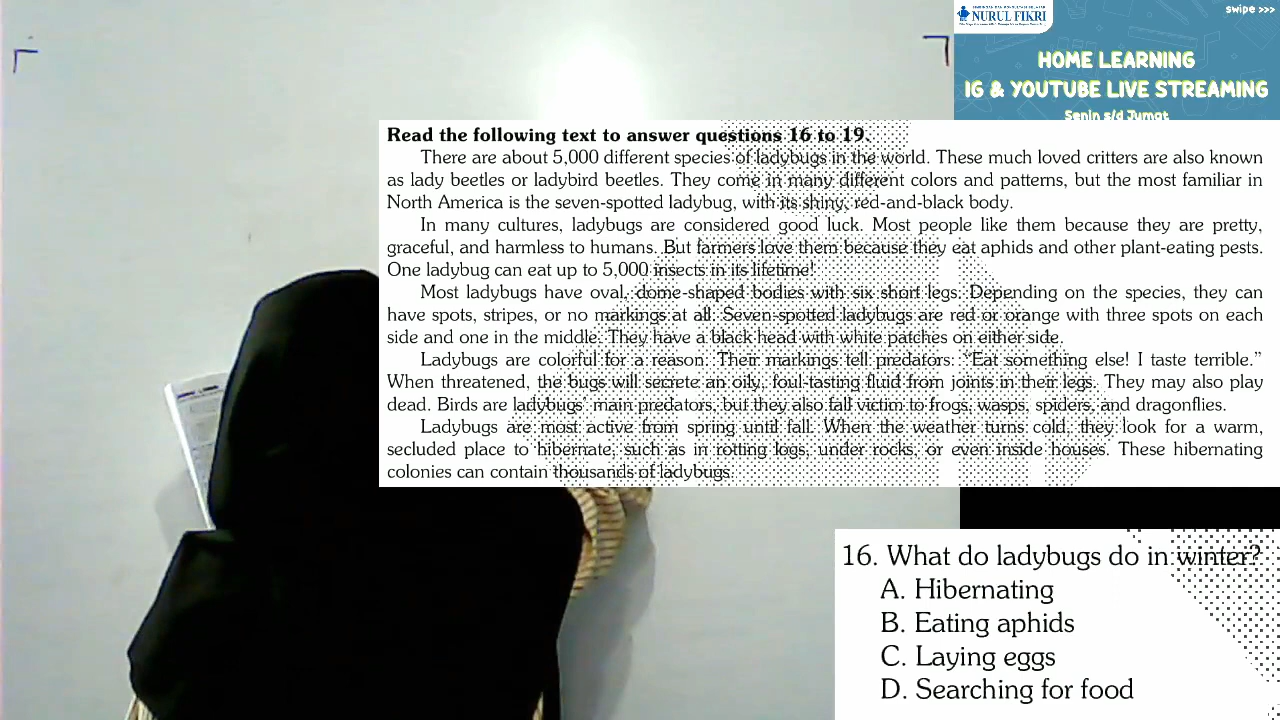 NURUL FIKRI
swipe >>>
HOME LEARNING
IG & YOUTUBE LIVE STREAMING
Senin s/d Jumat
Read the following text to answer questions 16 to 19.
There are about 5,000 different species of ladybugs in the world. These much loved critters are also known
as lady beetles or ladybird beetles. They come in many different colors and patterns, but the most familiar in
North America is the seven-spotted ladybug, with its shiny, red-and-black body.
In many cultures, ladybugs are considered good luck. Most people like them because they are pretty,
graceful, and harmless to humans. But farmers love them because they eat aphids and other plant-eating pests.
One ladybug can eat up to 5,000 insects in its lifetime!
Most ladybugs have oval, dome-shaped bodies with six short legs. Depending on the species, they can
have spots, stripes, or no markings at all. Seven-spotted ladybugs are red or orange with three spots on each
side and one in the middle. They have a black head with white patches on either side.
Ladybugs are colorful for a reason. Their markings tell predators: “Eat something else! I taste terrible.”
When threatened, the bugs will secrete an oily, foul-tasting fluid from joints in their legs. They may also play
dead. Birds are ladybugs’ main predators, but they also fall victim to frogs, wasps, spiders, and dragonflies.
Ladybugs are most active from spring until fall. When the weather turns cold, they look for a warm,
secluded place to hibernate, such as in rotting logs, under rocks, or even inside houses. These hibernating
colonies can contain thousands of ladybugs.
16. What do ladybugs do in winter?
A. Hibernating
B. Eating aphids
C. Laying eggs
D. Searching for food